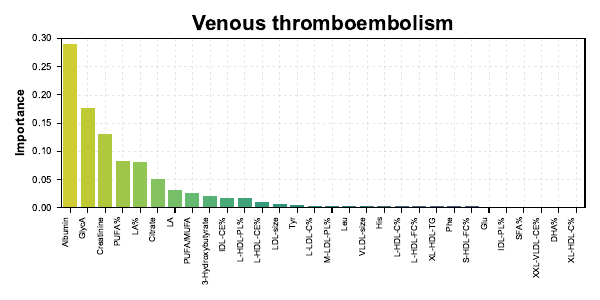 Venous thromboembolism
Importance
0.30
0.25
0.20
0.15
0.10
0.05
0.00
Albumin
GlycA
Creatinine
PUFA%
LA%
Citrate
LA
PUFA/MUFA
3-Hydroxybutyrate
IDL-CE%
L-HDL-PL%
L-HDL-CE%
LDL-size
Tyr
L-LDL-C%
M-LDL-PL%
Leu
VLDL-size
His
L-HDL-C%
L-HDL-FC%
XL-HDL-TG
Phe
S-HDL-FC%
Glu
IDL-PL%
SFA%
XXL-VLDL-CE%
DHA%
XL-HDL-C%